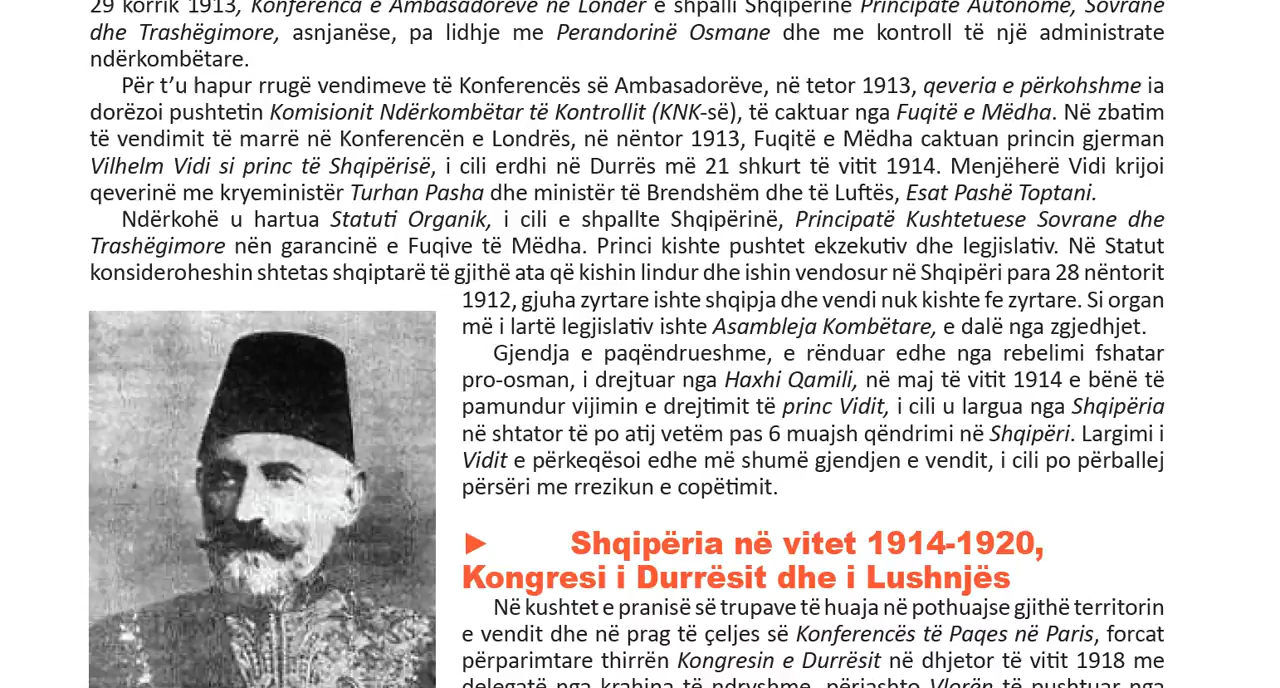 29 korrik 1913, Konferenca e Ambasadorëve në Londër e shpalli Shqipërinë Principatë Autonome, Sovrane
dhe Trashëgimore, asnjanëse, pa lidhje me Perandorinë Osmane dhe me kontroll të një administrate
ndërkombëtare.
Për t’u hapur rrugë vendimeve të Konferencës së Ambasadorëve, në tetor 1913, qeveria e përkohshme ia
dorëzoi pushtetin Komisionit Ndërkombëtar të Kontrollit (KNK-së), të caktuar nga Fuqitë e Mëdha. Në zbatim
të vendimit të marrë në Konferencën e Londrës, në nëntor 1913, Fuqitë e Mëdha caktuan princin gjerman
Vilhelm Vidi si princ të Shqipërisë, i cili erdhi në Durrës më 21 shkurt të vitit 1914. Menjëherë Vidi krijoi
qeverinë me kryeministër Turhan Pasha dhe ministër të Brendshëm dhe të Luftës, Esat Pashë Toptani.
Ndërkohë u hartua Statuti Organik, i cili e shpallte Shqipërinë, Principatë Kushtetuese Sovrane dhe
Trashëgimore nën garancinë e Fuqive të Mëdha. Princi kishte pushtet ekzekutiv dhe legjislativ. Në Statut
konsideroheshin shtetas shqiptarë të gjithë ata që kishin lindur dhe ishin vendosur në Shqipëri para 28 nëntorit
1912, gjuha zyrtare ishte shqipja dhe vendi nuk kishte fe zyrtare. Si organ
më i lartë legjislativ ishte Asambleja Kombëtare, e dalë nga zgjedhjet.
Gjendja e paqëndrueshme, e rënduar edhe nga rebelimi fshatar
pro-osman, i drejtuar nga Haxhi Qamili, në maj të vitit 1914 e bënë të
pamundur vijimin e drejtimit të princ Vidit, i cili u largua nga Shqipëria
në shtator të po atij vetëm pas 6 muajsh qëndrimi në Shqipëri. Largimi i
Vidit e përkeqësoi edhe më shumë gjendjen e vendit, i cili po përballej
përsëri me rrezikun e copëtimit.
► Shqipëria në vitet 1914-1920,
Kongresi i Durrësit dhe i Lushnjës
Në kushtet e pranisë së trupave të huaja në pothuajse gjithë territorin
e vendit dhe në prag të çeljes së Konferencës të Paqes në Paris, forcat
përparimtare thirrën Kongresin e Durrësit në dhjetor të vitit 1918 me
delegatë nga krahina të ndryshme, përjashto Vlorën të pushtuar nga